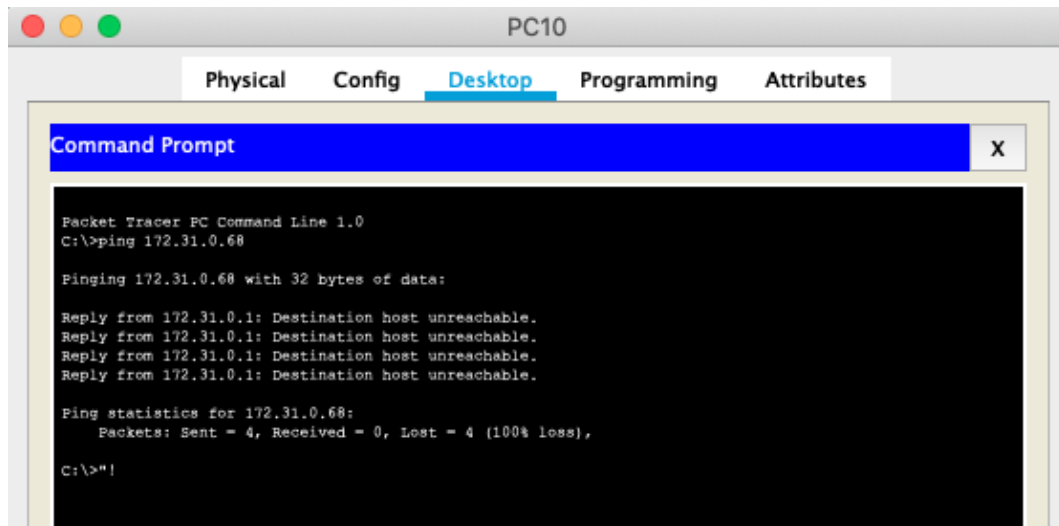 PC10
Physical Config Desktop Programming Attributes
Command Prompt
X
Packet Tracer PC Command Line 1.0
C:\>ping 172.31.0.68
Pinging 172.31.0.68 with 32 bytes of data:
Reply from 172.31.0.1: Destination host unreachable.
Reply from 172.31.0.1: Destination host unreachable.
Reply from 172.31.0.1: Destination host unreachable.
Reply from 172.31.0.1: Destination host unreachable.
Ping statistics for 172.31.0.68:
Packets: Sent = 4, Received = 0, Lost = 4 (100% loss),
C:\>"!